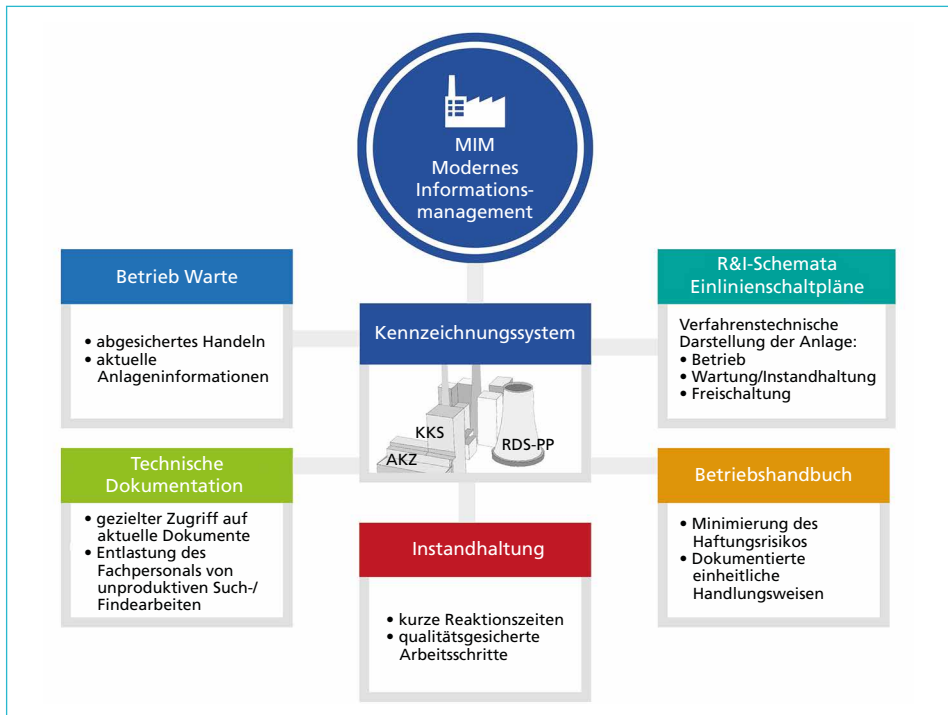 MIM
Modernes
Informations-
management
Betrieb Warte
• abgesichertes Handeln
• aktuelle
Anlageninformationen
Kennzeichnungssystem
KKS
AKZ
RDS-PP
R&I-Schemata
Einlinienschaltpläne
Verfahrenstechnische
Darstellung der Anlage:
• Betrieb
• Wartung/Instandhaltung
• Freischaltung
Technische
Dokumentation
• gezielter Zugriff auf
aktuelle Dokumente
• Entlastung des
Fachpersonals von
unproduktiven Such-/
Findearbeiten
Instandhaltung
• kurze Reaktionszeiten
• qualitätsgesicherte
Arbeitsschritte
Betriebshandbuch
• Minimierung des
Haftungsrisikos
• Dokumentierte
einheitliche
Handlungsweisen